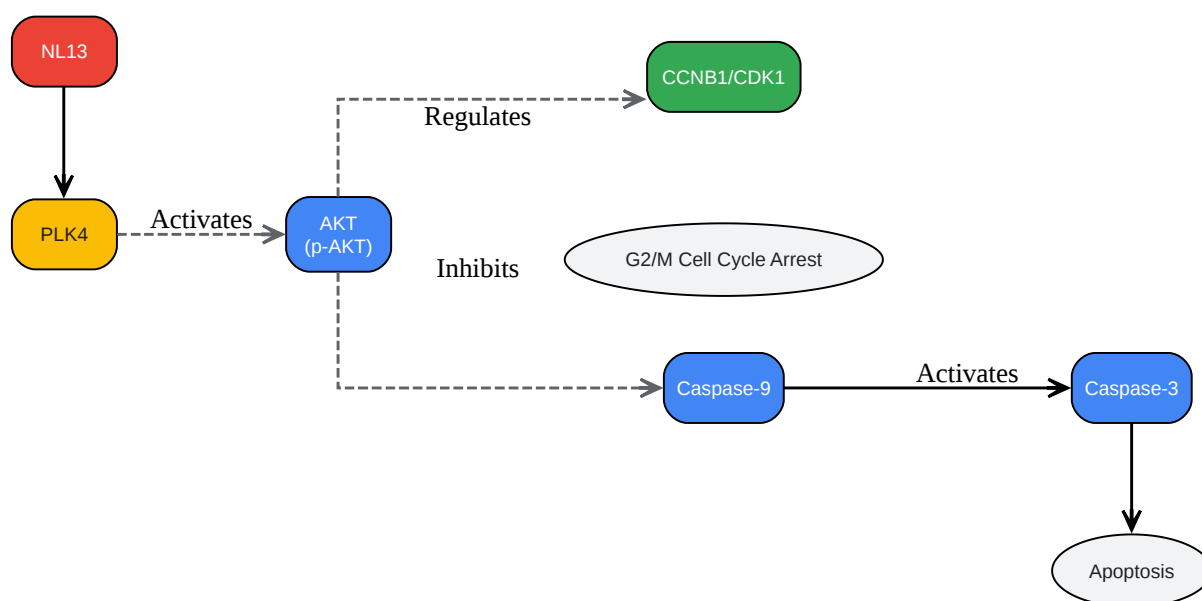 NL13
CCNB1/CDK1
Regulates
PLK4
Activates
AKT
(p-AKT)
Inhibits
G2/M Cell Cycle Arrest
Caspase-9
Activates
Caspase-3
Apoptosis